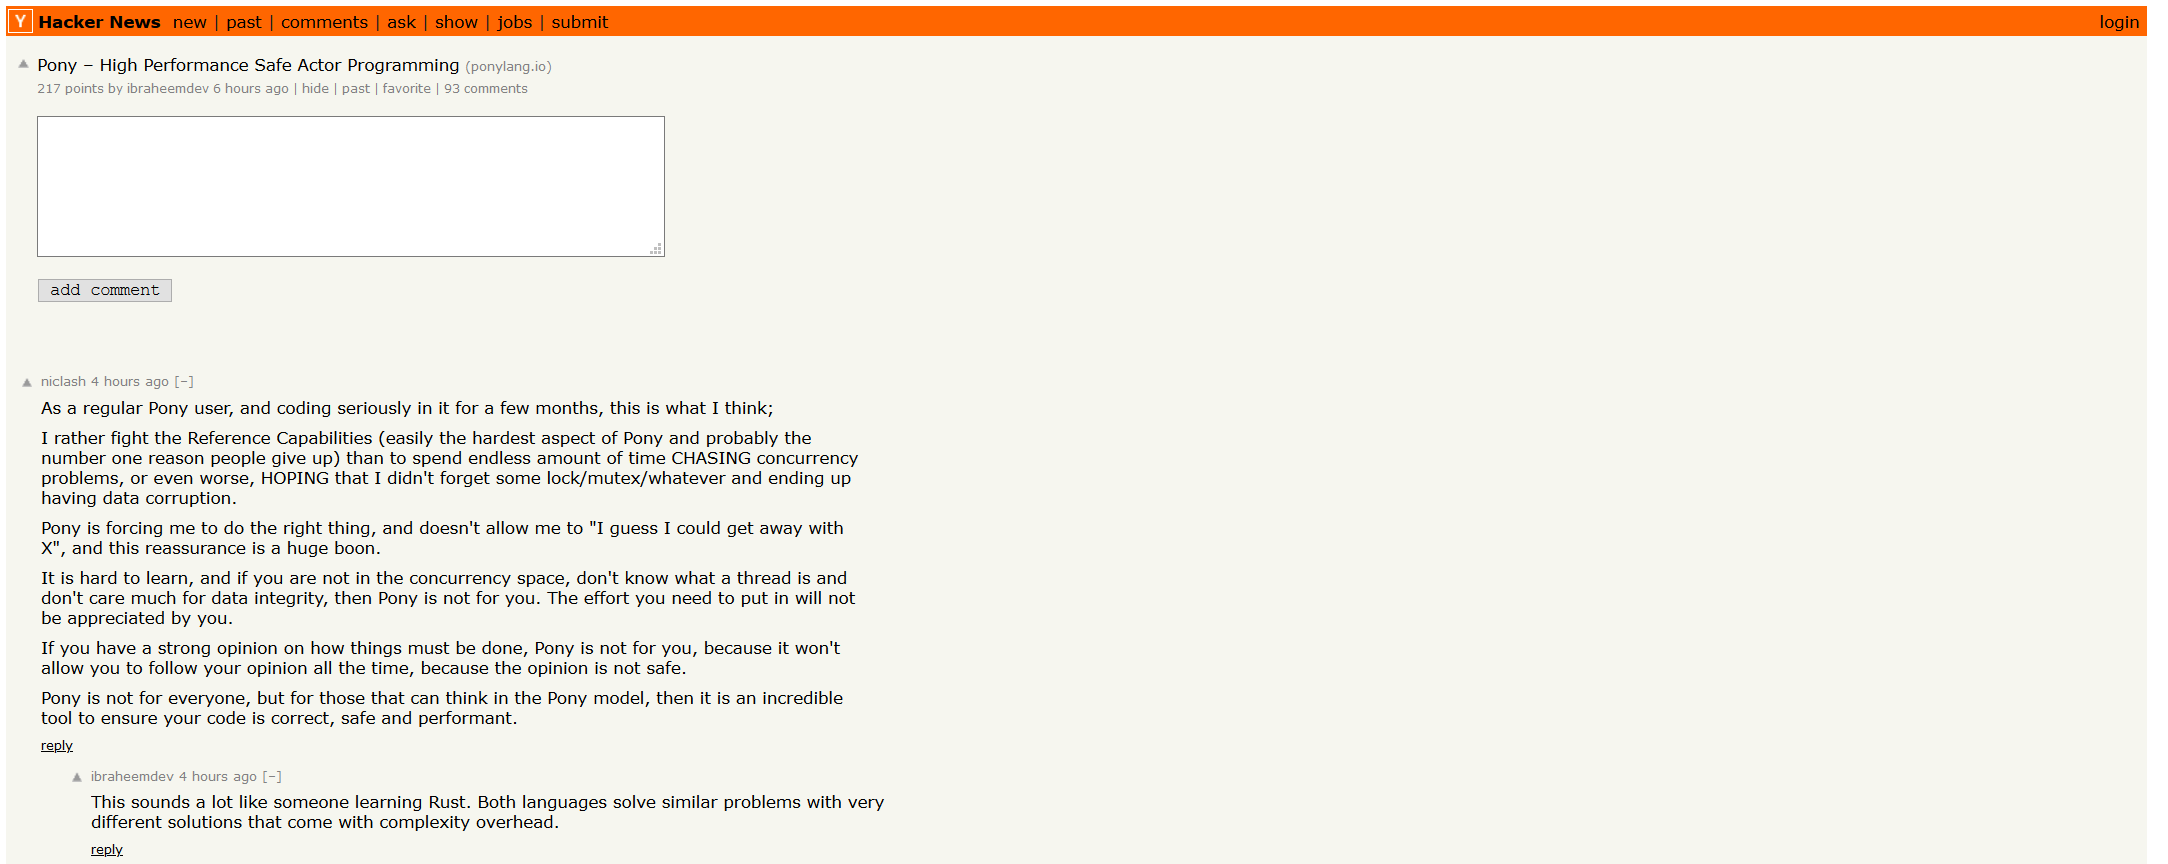 Y Hacker News new | past | comments | ask | show | jobs | submit login
Pony – High Performance Safe Actor Programming (ponylang.io)
217 points by ibraheemdev 6 hours ago | hide | past | favorite | 93 comments
add comment
niclash 4 hours ago [–]
As a regular Pony user, and coding seriously in it for a few months, this is what I think;
I rather fight the Reference Capabilities (easily the hardest aspect of Pony and probably the
number one reason people give up) than to spend endless amount of time CHASING concurrency
problems, or even worse, HOPING that I didn't forget some lock/mutex/whatever and ending up
having data corruption.
Pony is forcing me to do the right thing, and doesn't allow me to "I guess I could get away with
X", and this reassurance is a huge boon.
It is hard to learn, and if you are not in the concurrency space, don't know what a thread is and
don't care much for data integrity, then Pony is not for you. The effort you need to put in will not
be appreciated by you.
If you have a strong opinion on how things must be done, Pony is not for you, because it won't
allow you to follow your opinion all the time, because the opinion is not safe.
Pony is not for everyone, but for those that can think in the Pony model, then it is an incredible
tool to ensure your code is correct, safe and performant.
reply
ibraheemdev 4 hours ago [–]
This sounds a lot like someone learning Rust. Both languages solve similar problems with very
different solutions that come with complexity overhead.
reply